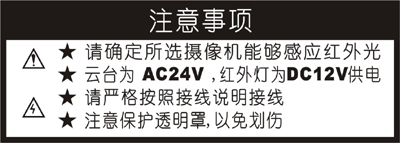 注意事项
★ 请确定所选摄像机能够感应红外光
★ 云台为 AC24V ,红外灯为DC12V供电
★ 请严格按照接线说明接线
★ 注意保护透明罩,以免划伤